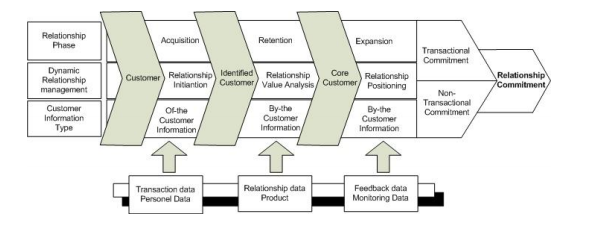 Relationship
Phase
Acquisition
Retention
Expansion
Dynamic
Relationship
management
Customer
Relationship
Initiantion
Identified
Customer
Relationship
Value Analysis
Core
Customer
Relationship
Positioning
Customer
Information
Type
Of-the
Customer
Information
By-the
Customer
Information
By-the
Customer
Information
Transactional
Commitment
Non-
Transactional
Commitment
Relationship
Commitment
Transaction data
Personel Data
Relationship data
Product
Feedback data
Monitoring Data